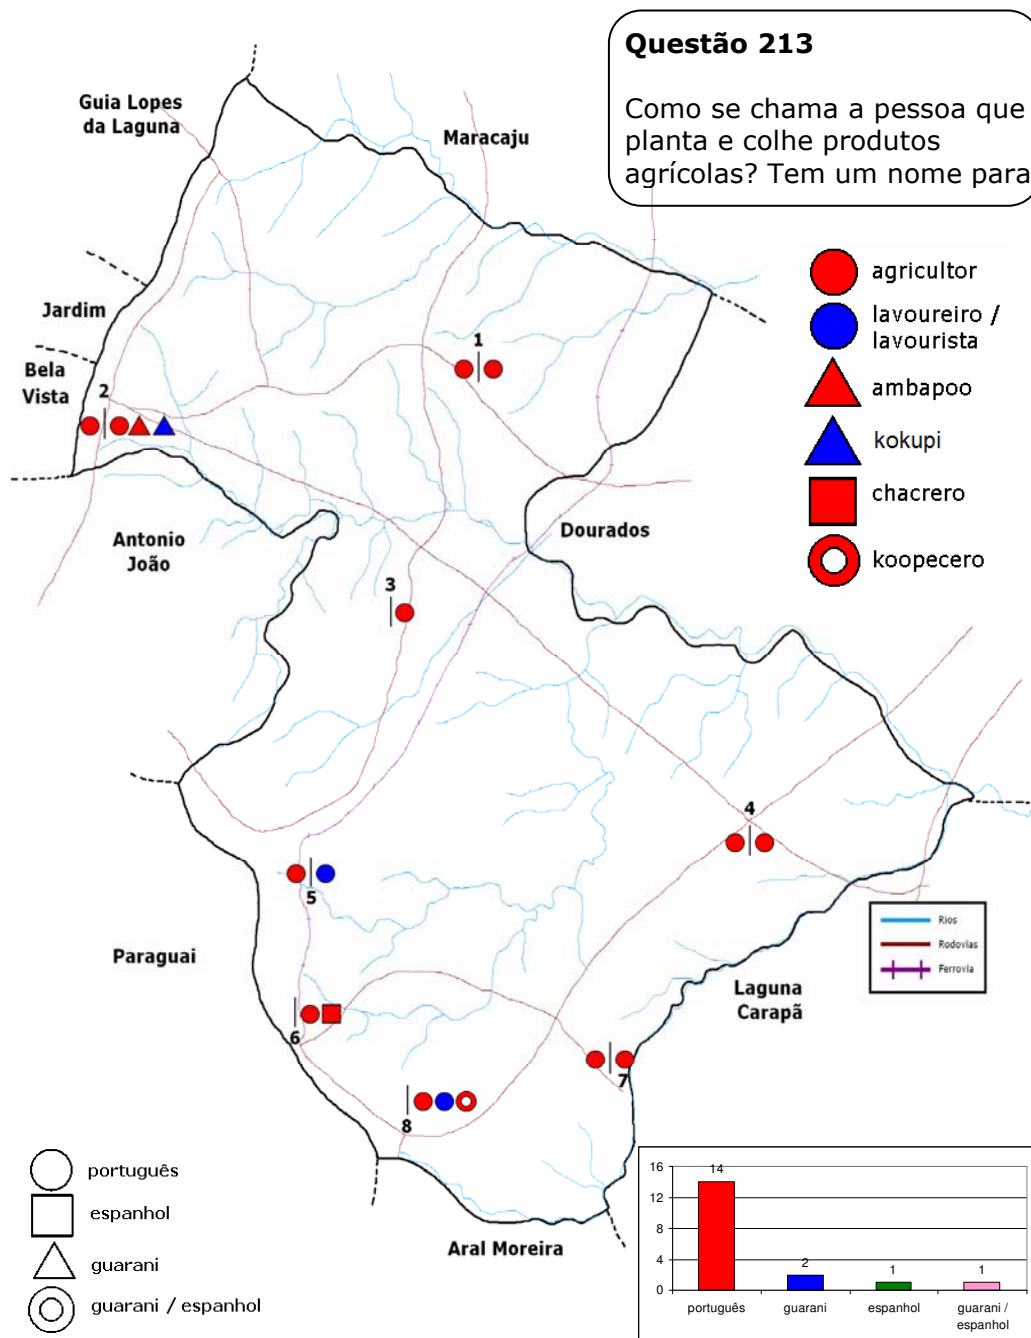 Questão 213
Como se chama a pessoa que
planta e colhe produtos
agrícolas? Tem um nome para
Guia Lopes
da Laguna
Maracaju
Jardim
Bela
Vista
Antonio
João
Dourados
Paraguai
Laguna
Carapã
Aral Moreira
1
2
3
4
5
6
7
8
agricultor
lavoureiro /
lavourista
ambapoo
kokupi
chacrero
koopecero
Rios
Rodovias
Ferrovia
português
espanhol
guarani
guarani / espanhol
16
12
8
4
0
14
2
1
1
português
guarani
espanhol
guarani /
espanhol